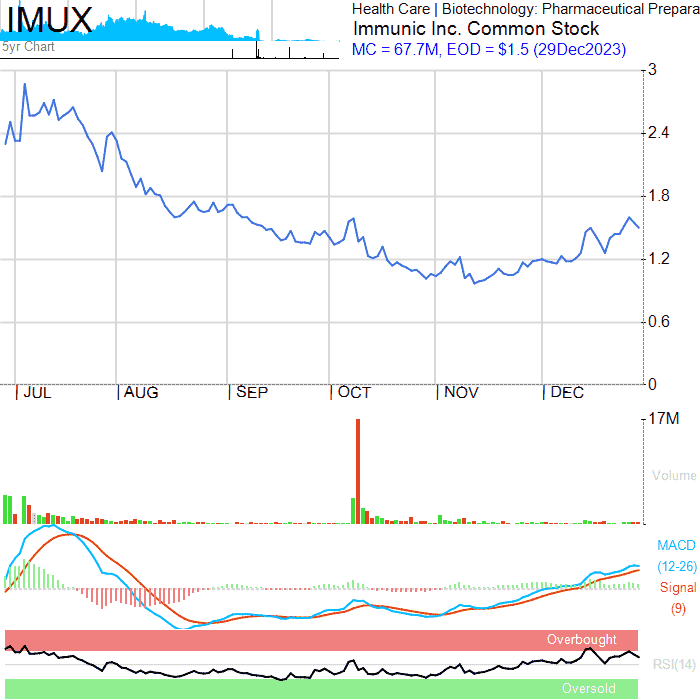 IMUX
5yr Chart
Health Care | Biotechnology: Pharmaceutical Prepara
Immunic Inc. Common Stock
MC = 67.7M, EOD = $1.5 (29Dec2023)
3
2.4
1.8
1.2
0.6
0
JUL AUG SEP OCT NOV DEC
17M
Volume
MACD
(12-26)
Signal
(9)
Overbought
RSI(14)
Oversold